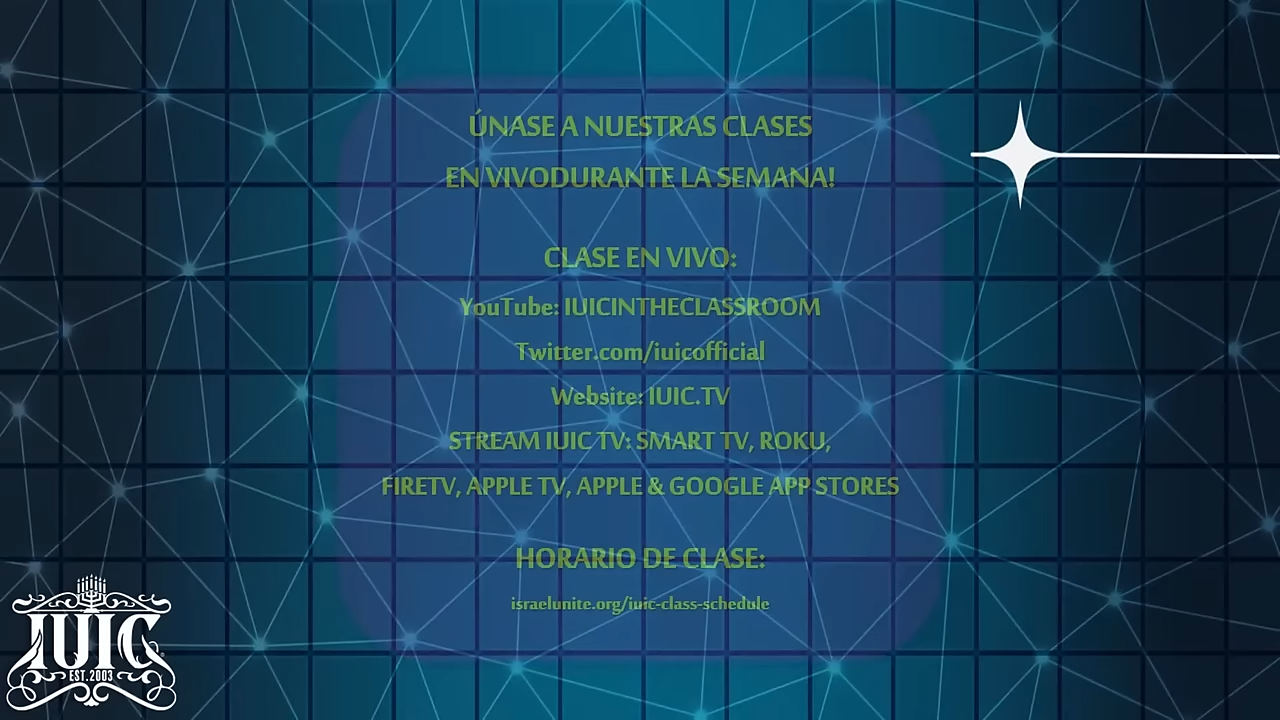 ÚNASE A NUESTRAS CLASES
EN VIVODURANTE LA SEMANA!
CLASE EN VIVO:
YouTube: IUICINTHECLASSROOM
Twitter.com/iuicofficial
Website: IUIC.TV
STREAM IUIC TV: SMART TV, ROKU,
FIRETV, APPLE TV, APPLE & GOOGLE APP STORES
HORARIO DE CLASE:
israelunite.org/iuic-class-schedule
IUIC
EST. 2003